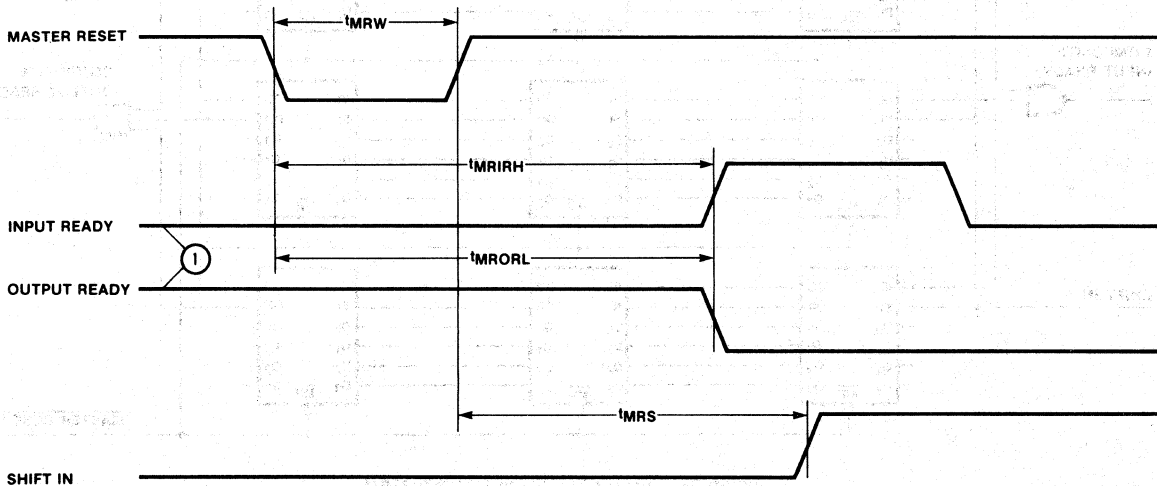 tMRW
MASTER RESET
tMRIRH
INPUT READY
1
tMRORL
OUTPUT READY
tMRS
SHIFT IN